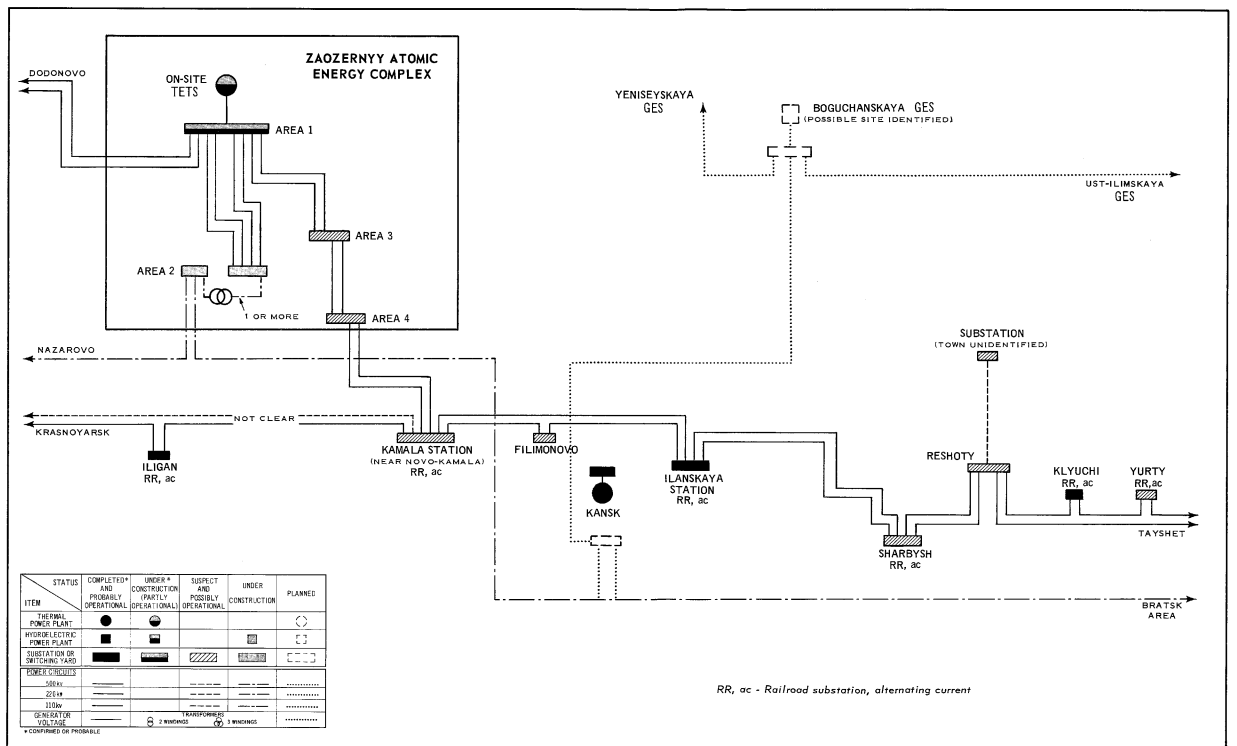 ZAOZERNYY ATOMIC
ENERGY COMPLEX
DODONOVO
ON-SITE
TETS
AREA 1
AREA 3
AREA 2
1 OR MORE
AREA 4
YENISEYSKAYA
GES
BOGUCHANSKAYA GES
(POSSIBLE SITE IDENTIFIED)
UST-ILIMSKAYA
GES
NAZAROVO
SUBSTATION
(TOWN UNIDENTIFIED)
NOT CLEAR
KRASNOYARSK
ILIGAN
RR, ac
KAMALA STATION
(NEAR NOVO-KAMALA)
RR, ac
FILIMONOVO
ILANSKAYA
STATION
RR, ac
KANSK
RESHOTY
KLYUCHI
RR, ac
YURTY
RR,ac
TAYSHET
SHARBYSH
RR, ac
BRATSK
AREA
STATUS
ITEM
COMPLETED*
AND
PROBABLY
OPERATIONAL
UNDER *
CONSTRUCTION
(PARTLY
OPERATIONAL)
SUSPECT
AND
POSSIBLY
OPERATIONAL
UNDER
CONSTRUCTION
PLANNED
THERMAL
POWER PLANT
HYDROELECTRIC
POWER PLANT
SUBSTATION OR
SWITCHING YARD
POWER CIRCUITS
500kv
220kv
110kv
GENERATOR
VOLTAGE
TRANSFORMERS
2 WINDINGS
3 WINDINGS
* CONFIRMED OR PROBABLE
RR, ac - Railroad substation, alternating current